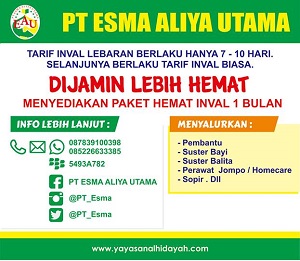 PT ESMA ALIYA UTAMA
TARIF INVAL LEBARAN BERLAKU HANYA 7 - 10 HARI.
SELANJUTNYA BERLAKU TARIF INVAL BIASA.
DIJAMIN LEBIH HEMAT
MENYEDIAKAN PAKET HEMAT INVAL 1 BULAN
INFO LEBIH LANJUT :
087839100398
085226633385
5493A782
PT ESMA ALIYA UTAMA
@PT_Esma
@PT_Esma
MENYALURKAN :
- Pembantu
- Suster Bayi
- Suster Balita
- Perawat Jompo / Homecare
- Sopir . Dll
www.yayasanalhidayah.com